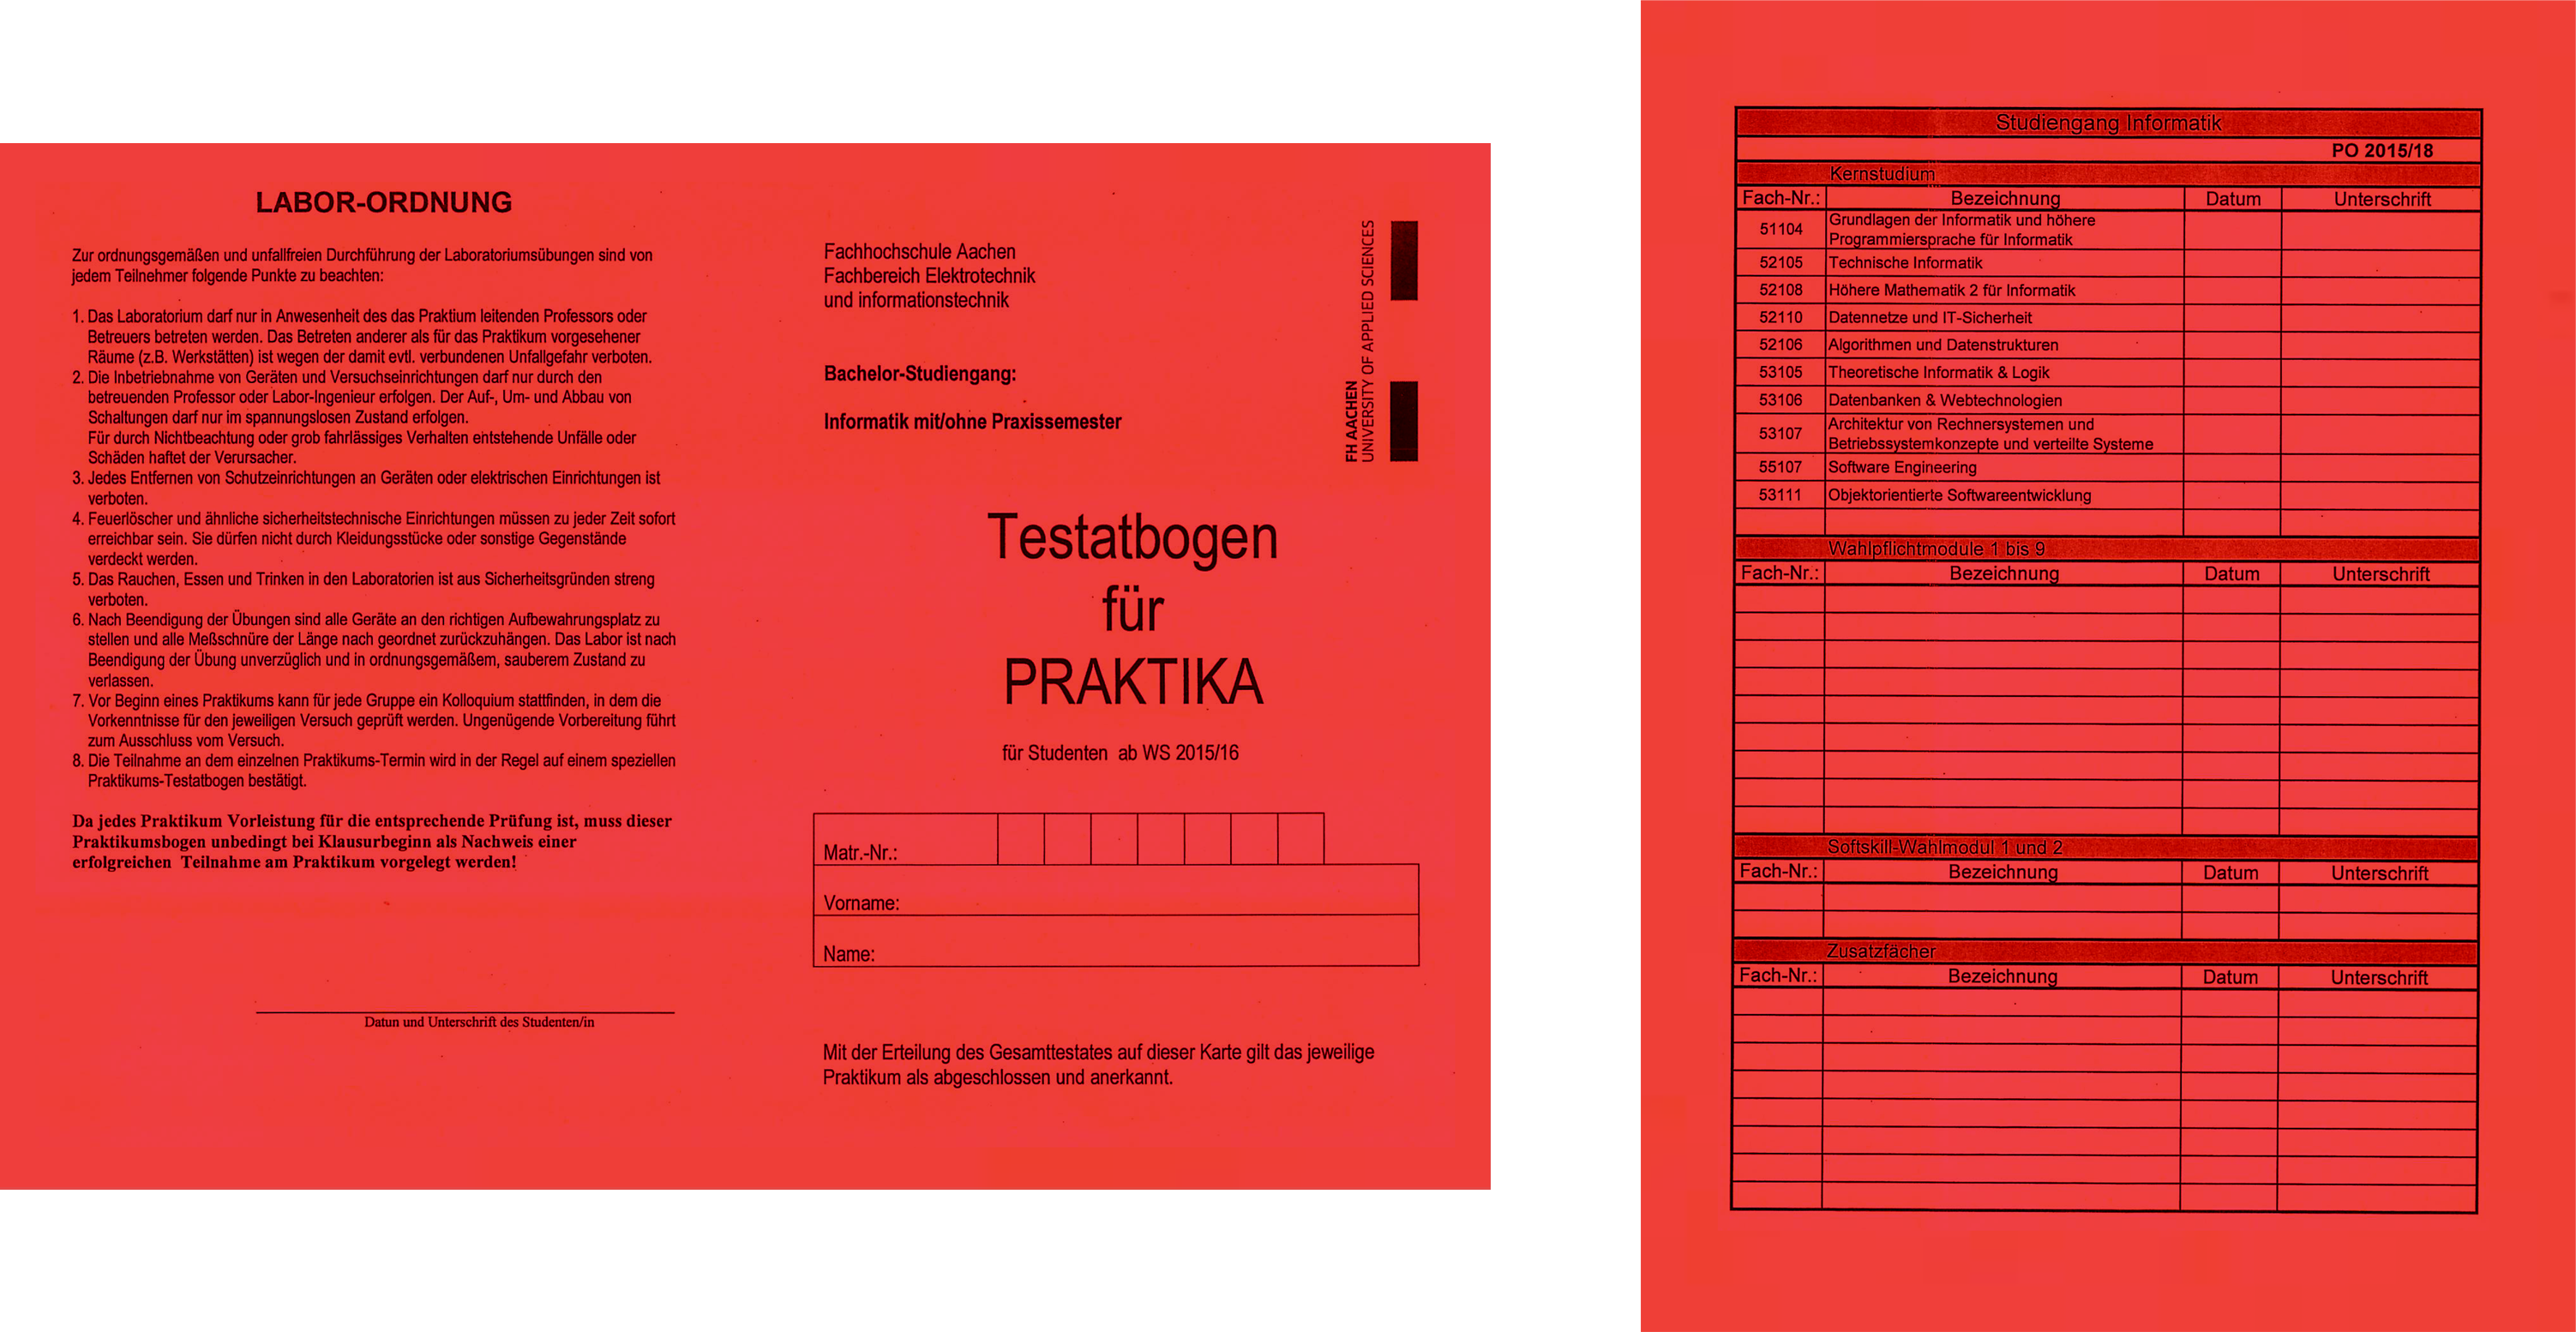 LABOR-ORDNUNG
Zur ordnungsgemäßen und unfallfreien Durchführung der Laboratoriumsübungen sind von
jedem Teilnehmer folgende Punkte zu beachten:
1. Das Laboratorium darf nur in Anwesenheit des das Praktium leitenden Professors oder
Betreuers betreten werden. Das Betreten anderer als für das Praktikum vorgesehener
Räume (z.B. Werkstätten) ist wegen der damit evtl. verbundenen Unfallgefahr verboten.
2. Die Inbetriebnahme von Geräten und Versuchseinrichtungen darf nur durch den
betreuenden Professor oder Labor-Ingenieur erfolgen. Der Auf-, Um- und Abbau von
Schaltungen darf nur im spannungslosen Zustand erfolgen.
Für durch Nichtbeachtung oder grob fahrlässiges Verhalten entstehende Unfälle oder
Schäden haftet der Verursacher.
3. Jedes Entfernen von Schutzeinrichtungen an Geräten oder elektrischen Einrichtungen ist
verboten.
4. Feuerlöscher und ähnliche sicherheitstechnische Einrichtungen müssen zu jeder Zeit sofort
erreichbar sein. Sie dürfen nicht durch Kleidungsstücke oder sonstige Gegenstände
verdeckt werden.
5. Das Rauchen, Essen und Trinken in den Laboratorien ist aus Sicherheitsgründen streng
verboten.
6. Nach Beendigung der Übungen sind alle Geräte an den richtigen Aufbewahrungsplatz zu
stellen und alle Meßschnüre der Länge nach geordnet zurückzuhängen. Das Labor ist nach
Beendigung der Übung unverzüglich und in ordnungsgemäßem, sauberem Zustand zu
verlassen.
7. Vor Beginn eines Praktikums kann für jede Gruppe ein Kolloquium stattfinden, in dem die
Vorkenntnisse für den jeweiligen Versuch geprüft werden. Ungenügende Vorbereitung führt
zum Ausschluss vom Versuch.
8. Die Teilnahme an dem einzelnen Praktikums-Termin wird in der Regel auf einem speziellen
Praktikums-Testatbogen bestätigt.
Da jedes Praktikum Vorleistung für die entsprechende Prüfung ist, muss dieser
Praktikumsbogen unbedingt bei Klausurbeginn als Nachweis einer
erfolgreichen Teilnahme am Praktikum vorgelegt werden!
Datun und Unterschrift des Studenten/in
Fachhochschule Aachen
Fachbereich Elektrotechnik
und informationstechnik
Bachelor-Studiengang:
Informatik mit/ohne Praxissemester
FH AACHEN
UNIVERSITY OF APPLIED SCIENCES
Testatbogen
für
PRAKTIKA
für Studenten ab WS 2015/16
Matr.-Nr.:
Vorname:
Name:
Mit der Erteilung des Gesamttestates auf dieser Karte gilt das jeweilige
Praktikum als abgeschlossen und anerkannt.
Studiengang Informatik
PO 2015/18
Kernstudium
Fach-Nr.: Bezeichnung Datum Unterschrift
51104 Grundlagen der Informatik und höhere
Programmiersprache für Informatik
52105 Technische Informatik
52108 Höhere Mathematik 2 für Informatik
52110 Datennetze und IT-Sicherheit
52106 Algorithmen und Datenstrukturen
53105 Theoretische Informatik & Logik
53106 Datenbanken & Webtechnologien
53107 Architektur von Rechnersystemen und
Betriebssystemkonzepte und verteilte Systeme
55107 Software Engineering
53111 Objektorientierte Softwareentwicklung
Wahlpflichtmodule 1 bis 9
Fach-Nr.: Bezeichnung Datum Unterschrift
Softskill-Wahlmodul 1 und 2
Fach-Nr.: Bezeichnung Datum Unterschrift
Zusatzfächer
Fach-Nr.: Bezeichnung Datum Unterschrift